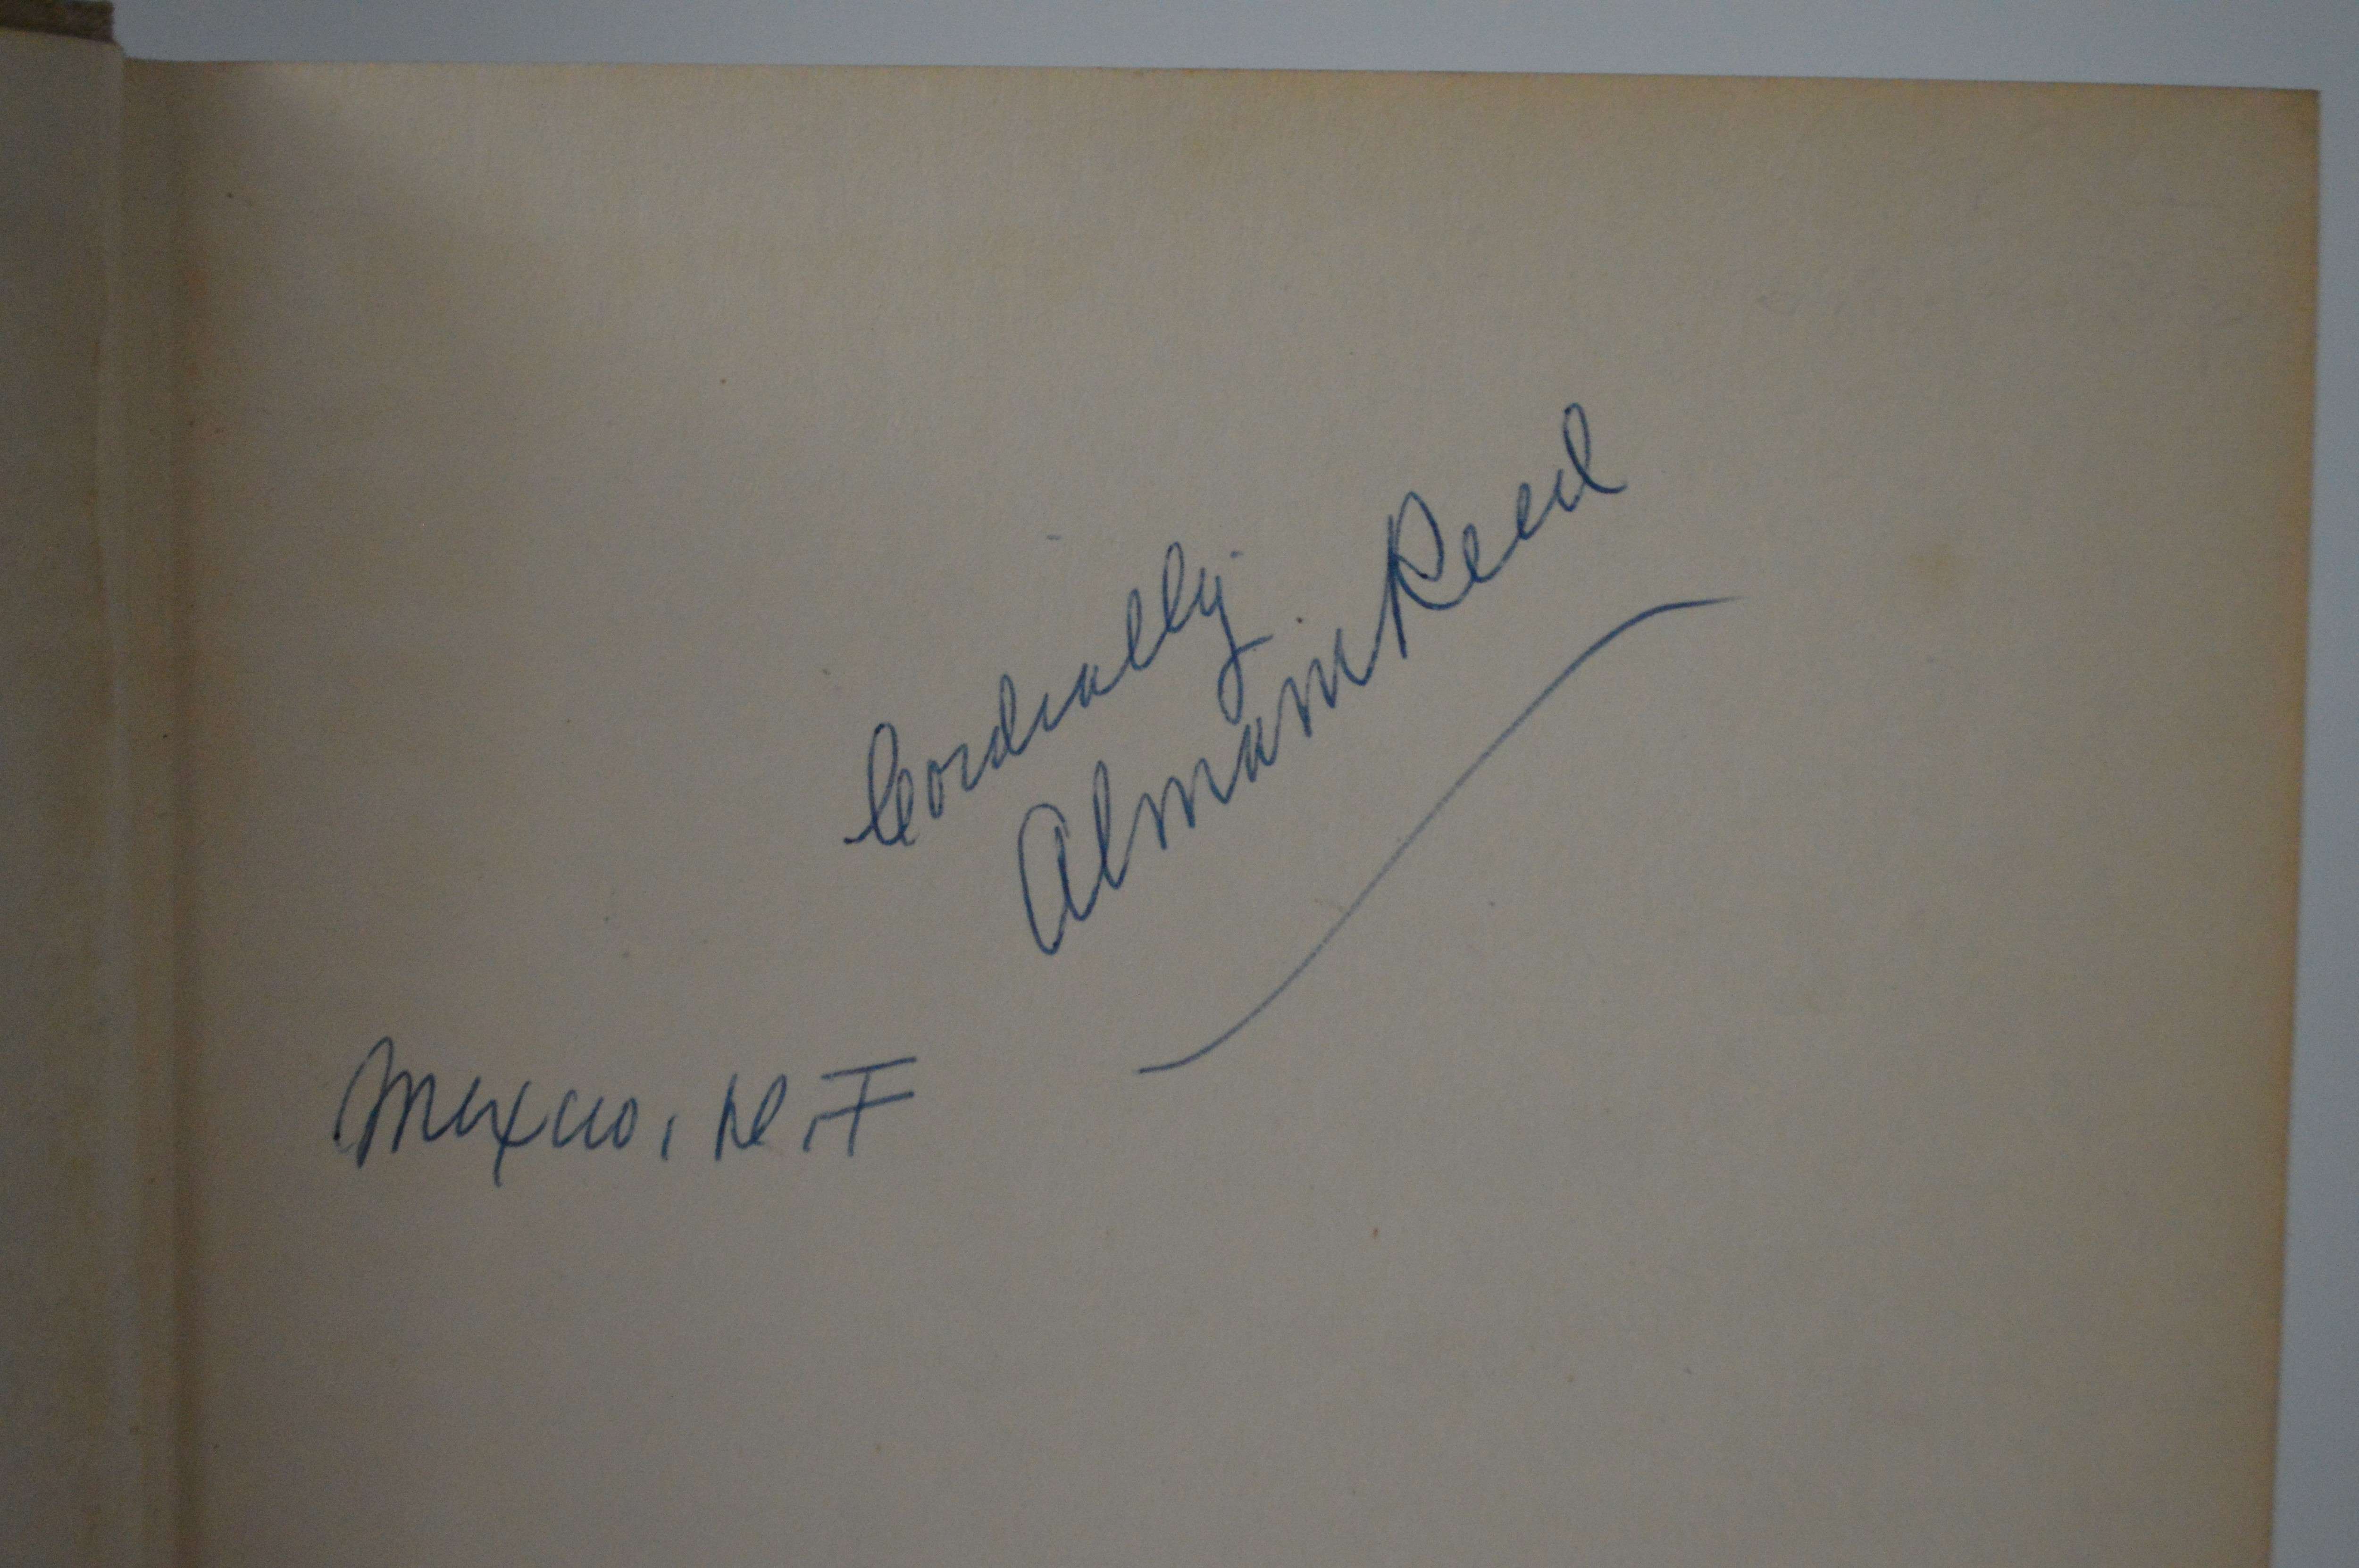 Cordially
Alma M Reed
Mexico, D.F